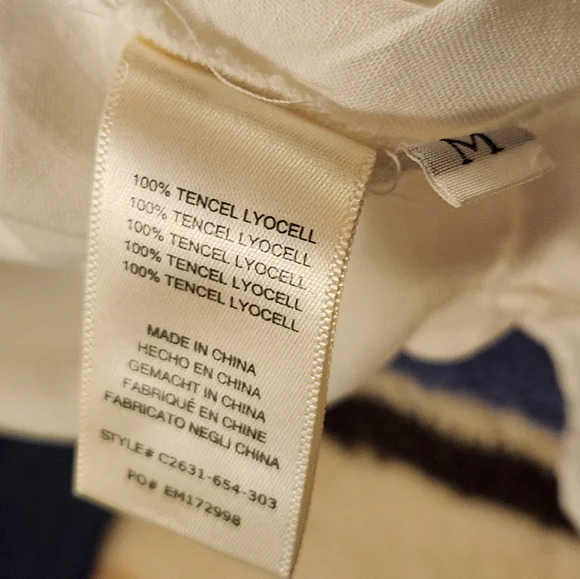 100% TENCEL LYOCELL
100% TENCEL LYOCELL
100% TENCEL LYOCELL
100% TENCEL LYOCELL
100% TENCEL LYOCELL
MADE IN CHINA
HECHO EN CHINA
GEMACHT IN CHINA
FABRIQUÉ EN CHINE
FABRICATO NEGLI CHINA
STYLE# C2631-654-303
PO# EM172998
M